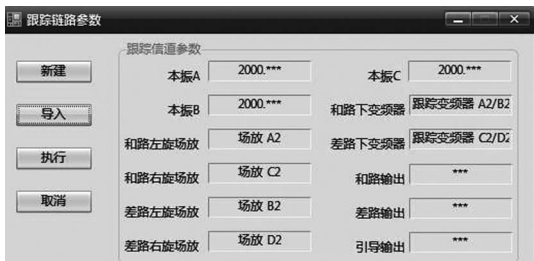 跟踪链路参数
跟踪信道参数
新建
导入
执行
取消
本振A 2000.*** 本振C 2000.***
本振B 2000.*** 和路下变频器 跟踪变频器 A2/B2
和路左旋场放 场放 A2 差路下变频器 跟踪变频器 C2/D2
和路右旋场放 场放 C2 和路输出 ***
差路左旋场放 场放 B2 差路输出 ***
差路右旋场放 场放 D2 引导输出 ***